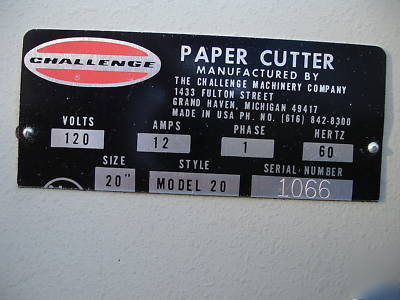 CHALLENGE ®
PAPER CUTTER
MANUFACTURED BY
THE CHALLENGE MACHINERY COMPANY
1433 FULTON STREET
GRAND HAVEN, MICHIGAN 49417
MADE IN USA PH. NO. (616) 842-8300
VOLTS AMPS PHASE HERTZ
120 12 1 60
SIZE STYLE SERIAL NUMBER
20" MODEL 20 1066